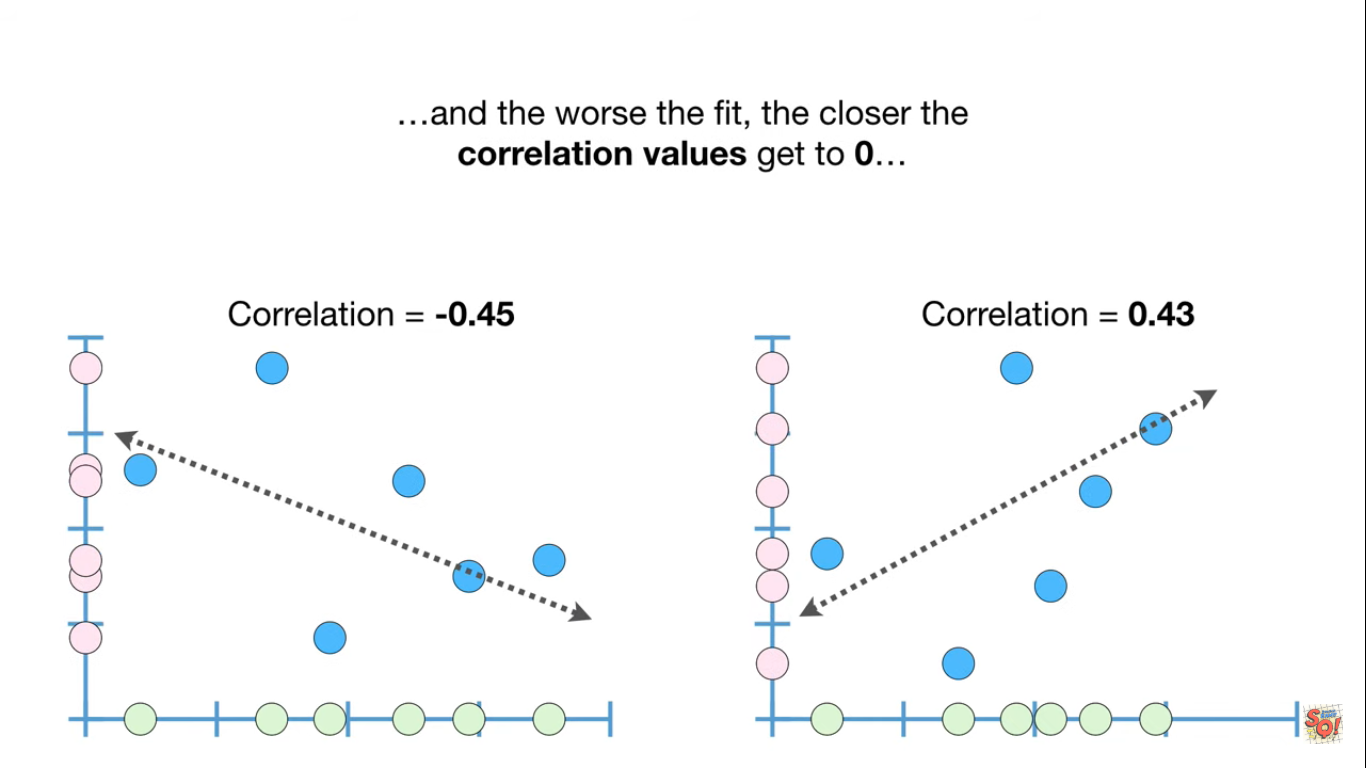 …and the worse the fit, the closer the
correlation values get to 0…
Correlation = -0.45
Correlation = 0.43
SQ!